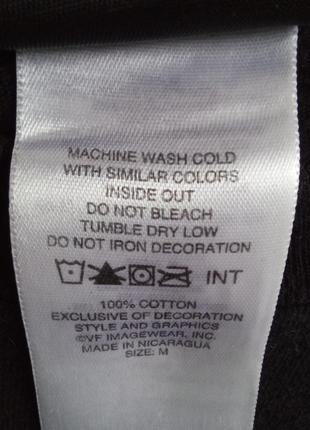 MACHINE WASH COLD
WITH SIMILAR COLORS
INSIDE OUT
DO NOT BLEACH
TUMBLE DRY LOW
DO NOT IRON DECORATION
INT
100% COTTON
EXCLUSIVE OF DECORATION
STYLE AND GRAPHICS
©VF IMAGEWEAR, INC.
MADE IN NICARAGUA
SIZE: M